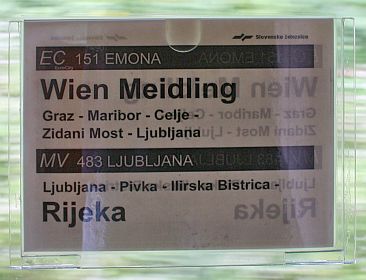 Slovenske železnice
EC 151 EMONA
EuroCity
Wien Meidling
Graz - Maribor - Celje -
Zidani Most - Ljubljana
MV 483 LJUBLJANA
Ljubljana - Pivka - Ilirska Bistrica -
Rijeka